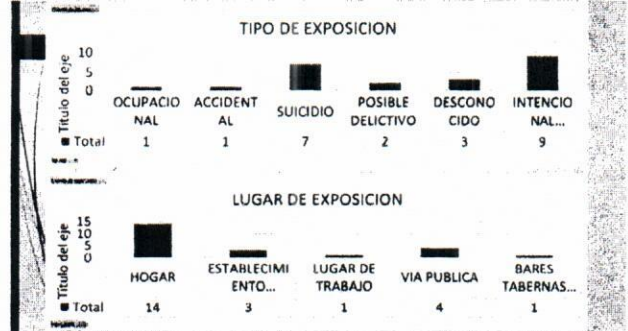 TIPO DE EXPOSICION
Título del eje
10
5
0
OCUPACIO
NAL
ACCIDENT
AL
SUICIDIO
POSIBLE
DELICTIVO
DESCONO
CIDO
INTENCIO
NAL...
Total 1 1 7 2 3 9
LUGAR DE EXPOSICION
Título del eje
15
10
5
0
HOGAR
ESTABLECIMI
ENTO...
LUGAR DE
TRABAJO
VIA PUBLICA
BARES
TABERNAS...
Total 14 3 1 4 1